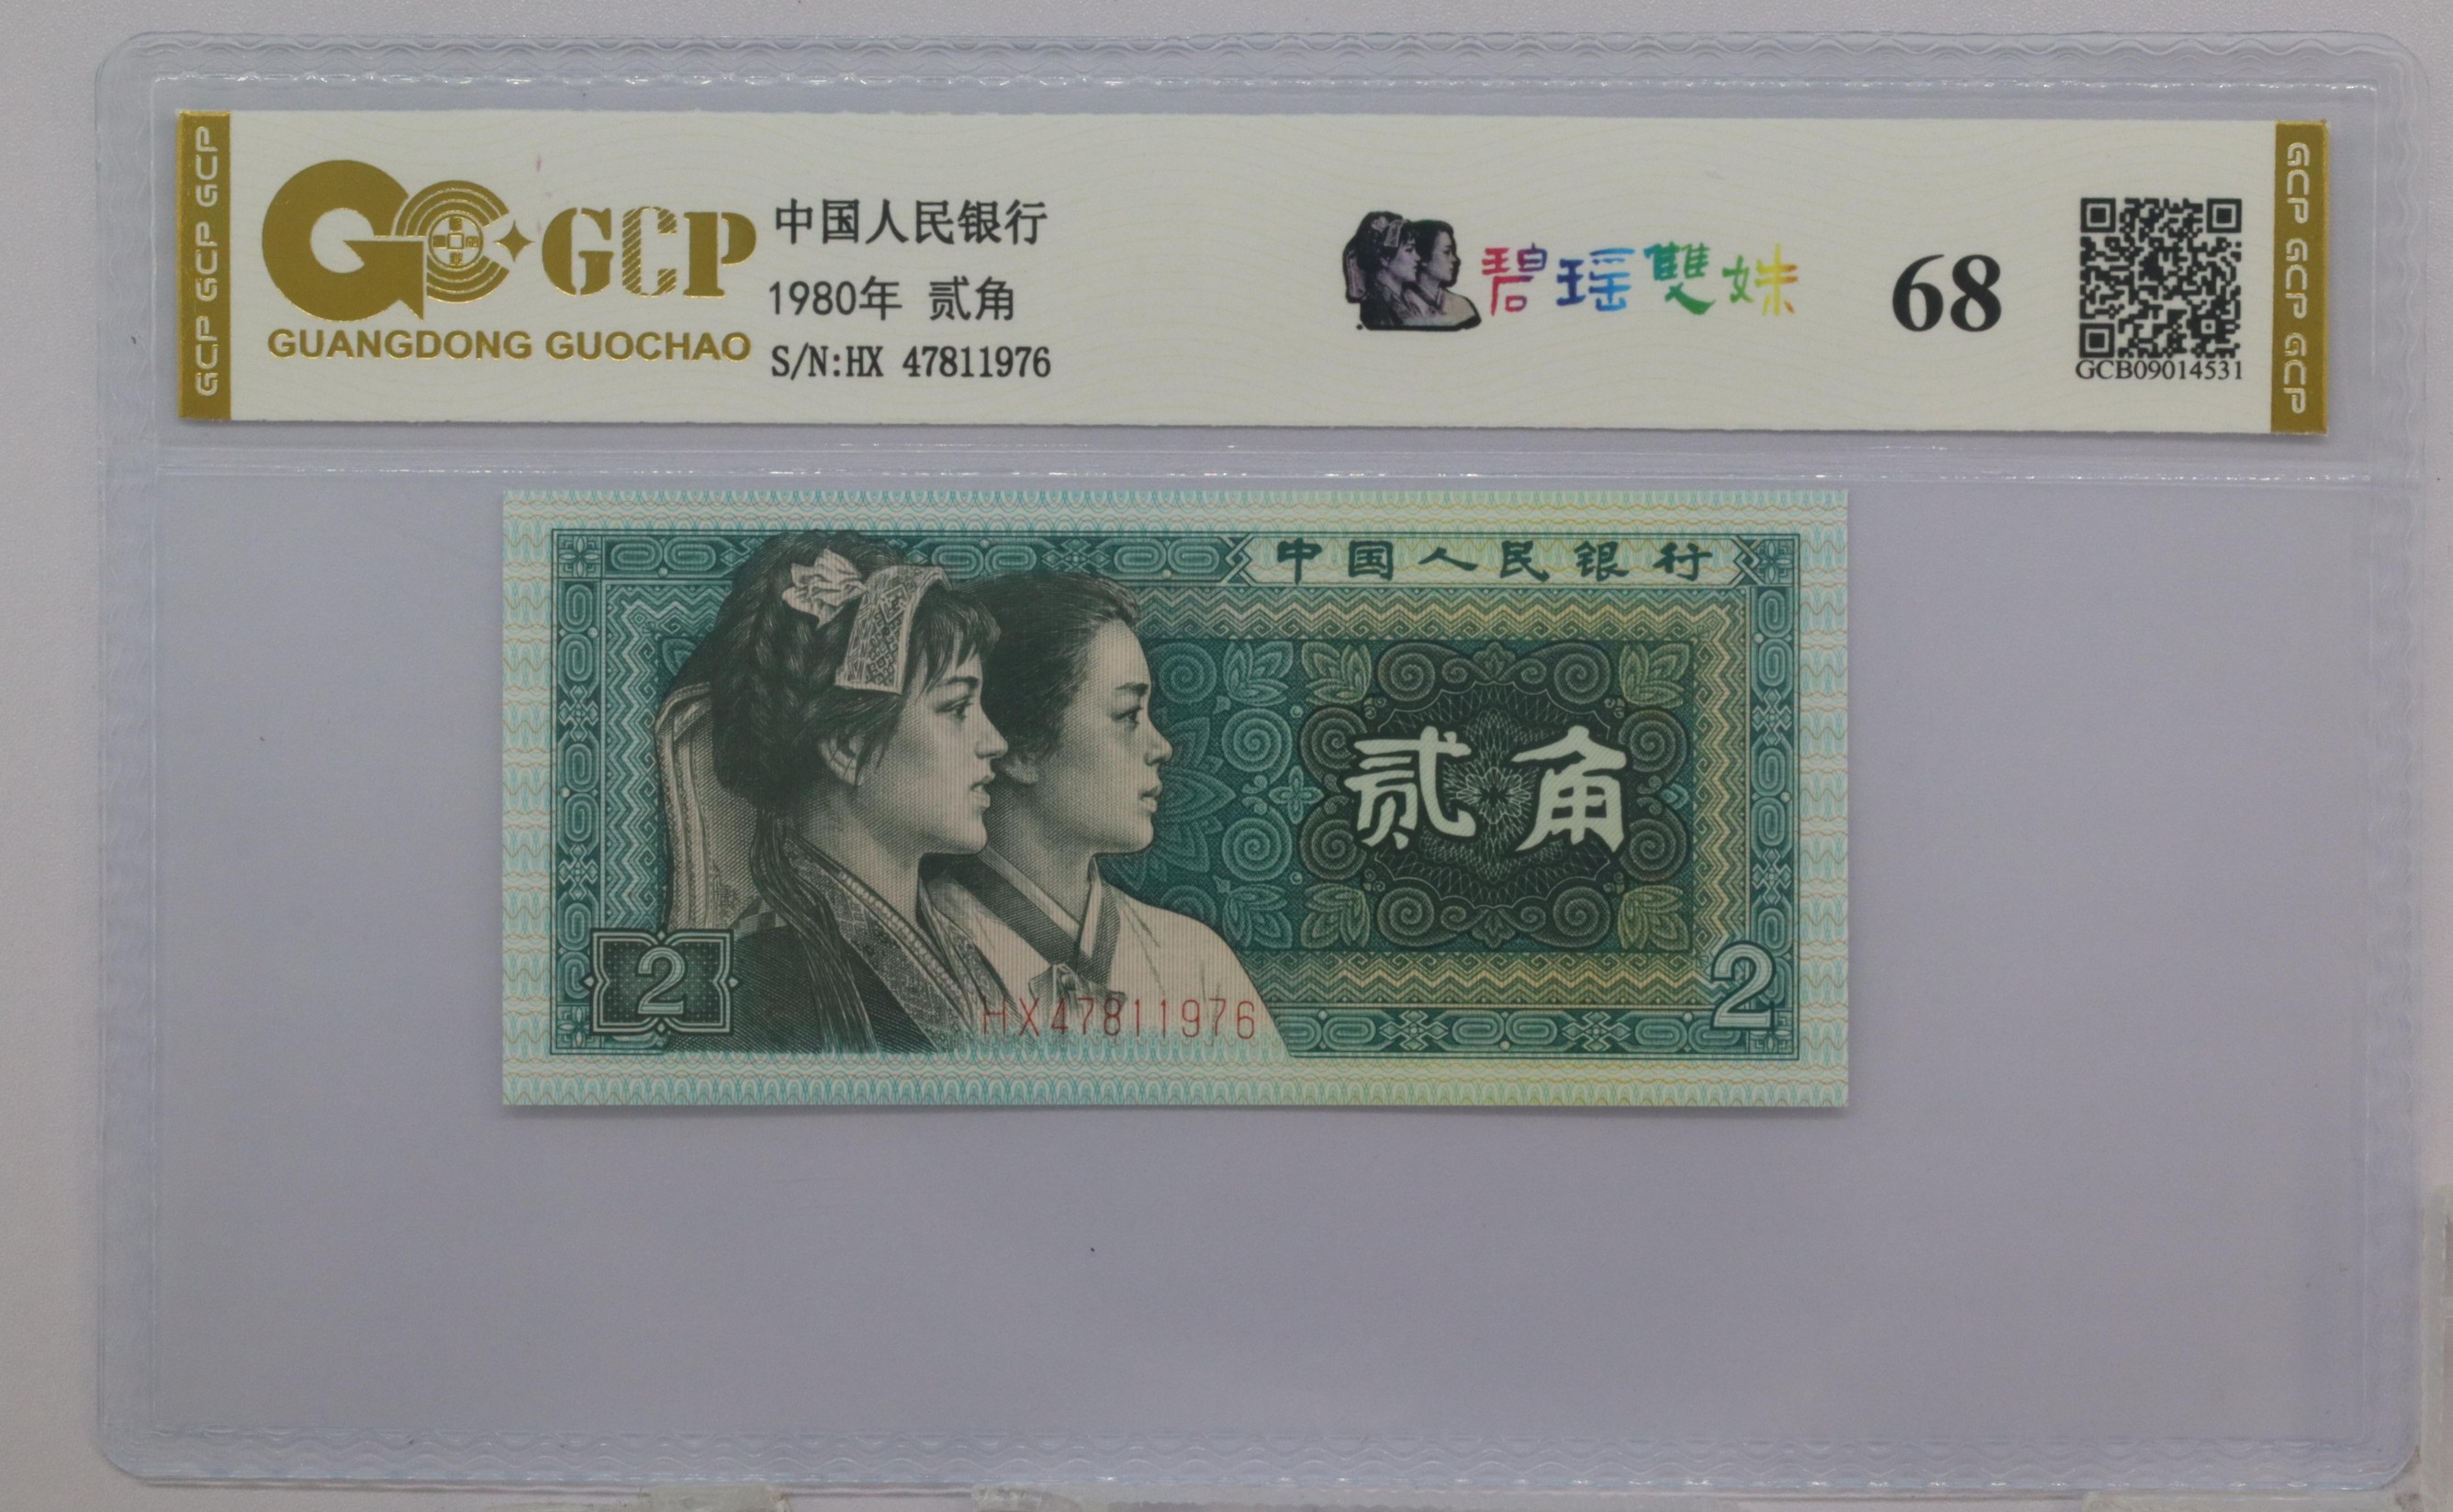 GCP GCP GCP
GCP
GUANGDONG GUOCHAO
中国人民银行
1980年 贰角
S/N:HX 47811976
碧瑶雙妹
68
GCB09014531
GCP GCP GCP
中国人民银行
贰角
2
HX47811976
2